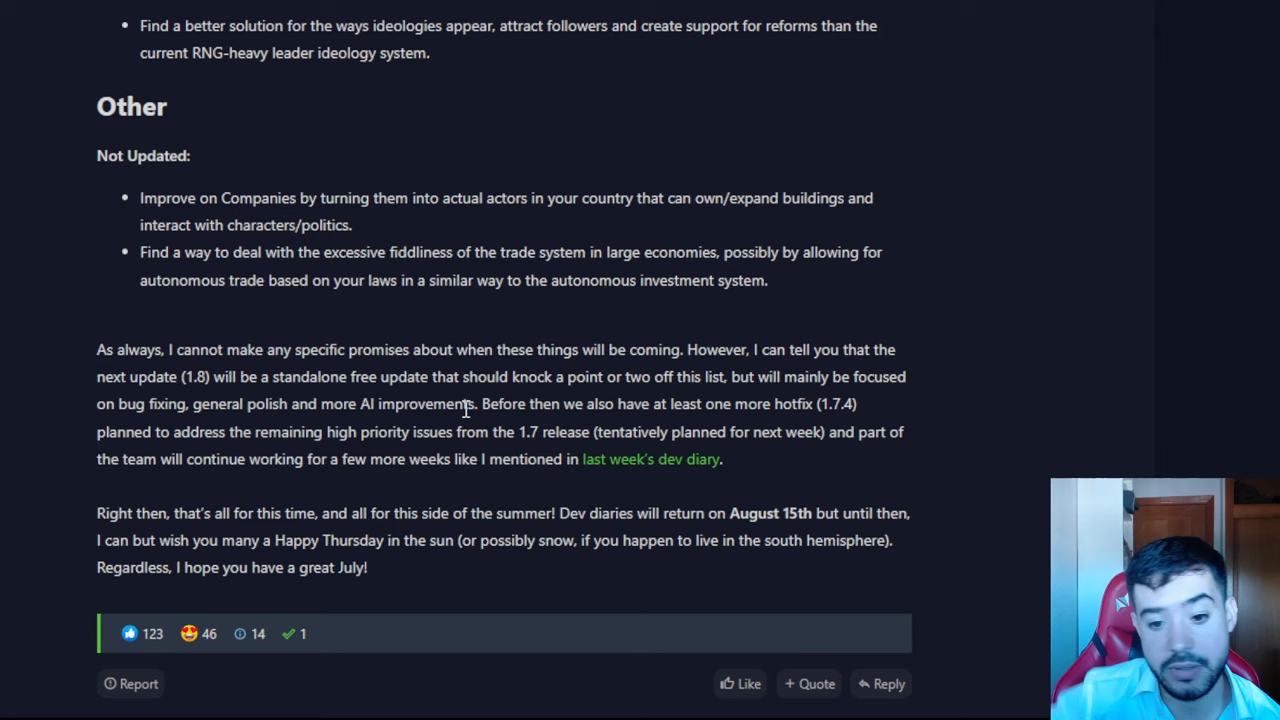 Find a better solution for the ways ideologies appear, attract followers and create support for reforms than the
current RNG-heavy leader ideology system.
Other
Not Updated:
Improve on Companies by turning them into actual actors in your country that can own/expand buildings and
interact with characters/politics.
Find a way to deal with the excessive fiddliness of the trade system in large economies, possibly by allowing for
autonomous trade based on your laws in a similar way to the autonomous investment system.
As always, I cannot make any specific promises about when these things will be coming. However, I can tell you that the
next update (1.8) will be a standalone free update that should knock a point or two off this list, but will mainly be focused
on bug fixing, general polish and more AI improvements. Before then we also have at least one more hotfix (1.7.4)
planned to address the remaining high priority issues from the 1.7 release (tentatively planned for next week) and part of
the team will continue working for a few more weeks like I mentioned in last week's dev diary.
Right then, that's all for this time, and all for this side of the summer! Dev diaries will return on August 15th but until then,
I can but wish you many a Happy Thursday in the sun (or possibly snow, if you happen to live in the south hemisphere).
Regardless, I hope you have a great July!
123 46 14 1
Report Like + Quote Reply